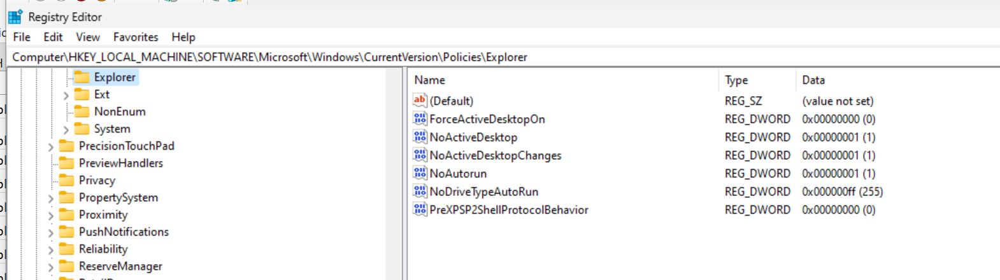 Registry Editor
File Edit View Favorites Help
Computer\HKEY_LOCAL_MACHINE\SOFTWARE\Microsoft\Windows\CurrentVersion\Policies\Explorer
Explorer
Ext
NonEnum
System
PrecisionTouchPad
PreviewHandlers
Privacy
PropertySystem
Proximity
PushNotifications
Reliability
ReserveManager
Name Type Data
(Default) REG_SZ (value not set)
ForceActiveDesktopOn REG_DWORD 0x00000000 (0)
NoActiveDesktop REG_DWORD 0x00000001 (1)
NoActiveDesktopChanges REG_DWORD 0x00000001 (1)
NoAutorun REG_DWORD 0x00000001 (1)
NoDriveTypeAutoRun REG_DWORD 0x000000ff (255)
PreXPSP2ShellProtocolBehavior REG_DWORD 0x00000000 (0)